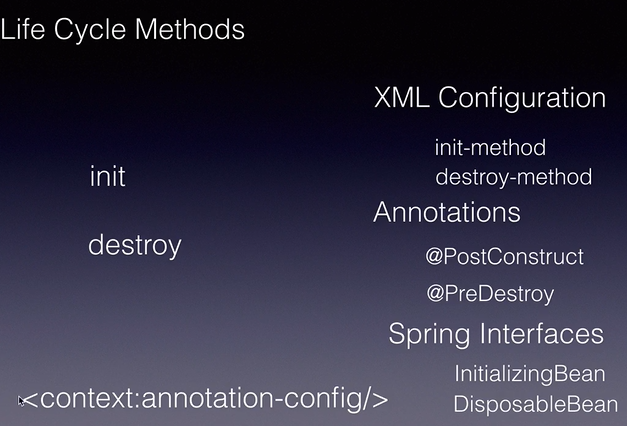 Life Cycle Methods
init
destroy
XML Configuration
init-method
destroy-method
Annotations
@PostConstruct
@PreDestroy
Spring Interfaces
InitializingBean
DisposableBean
<context:annotation-config/>